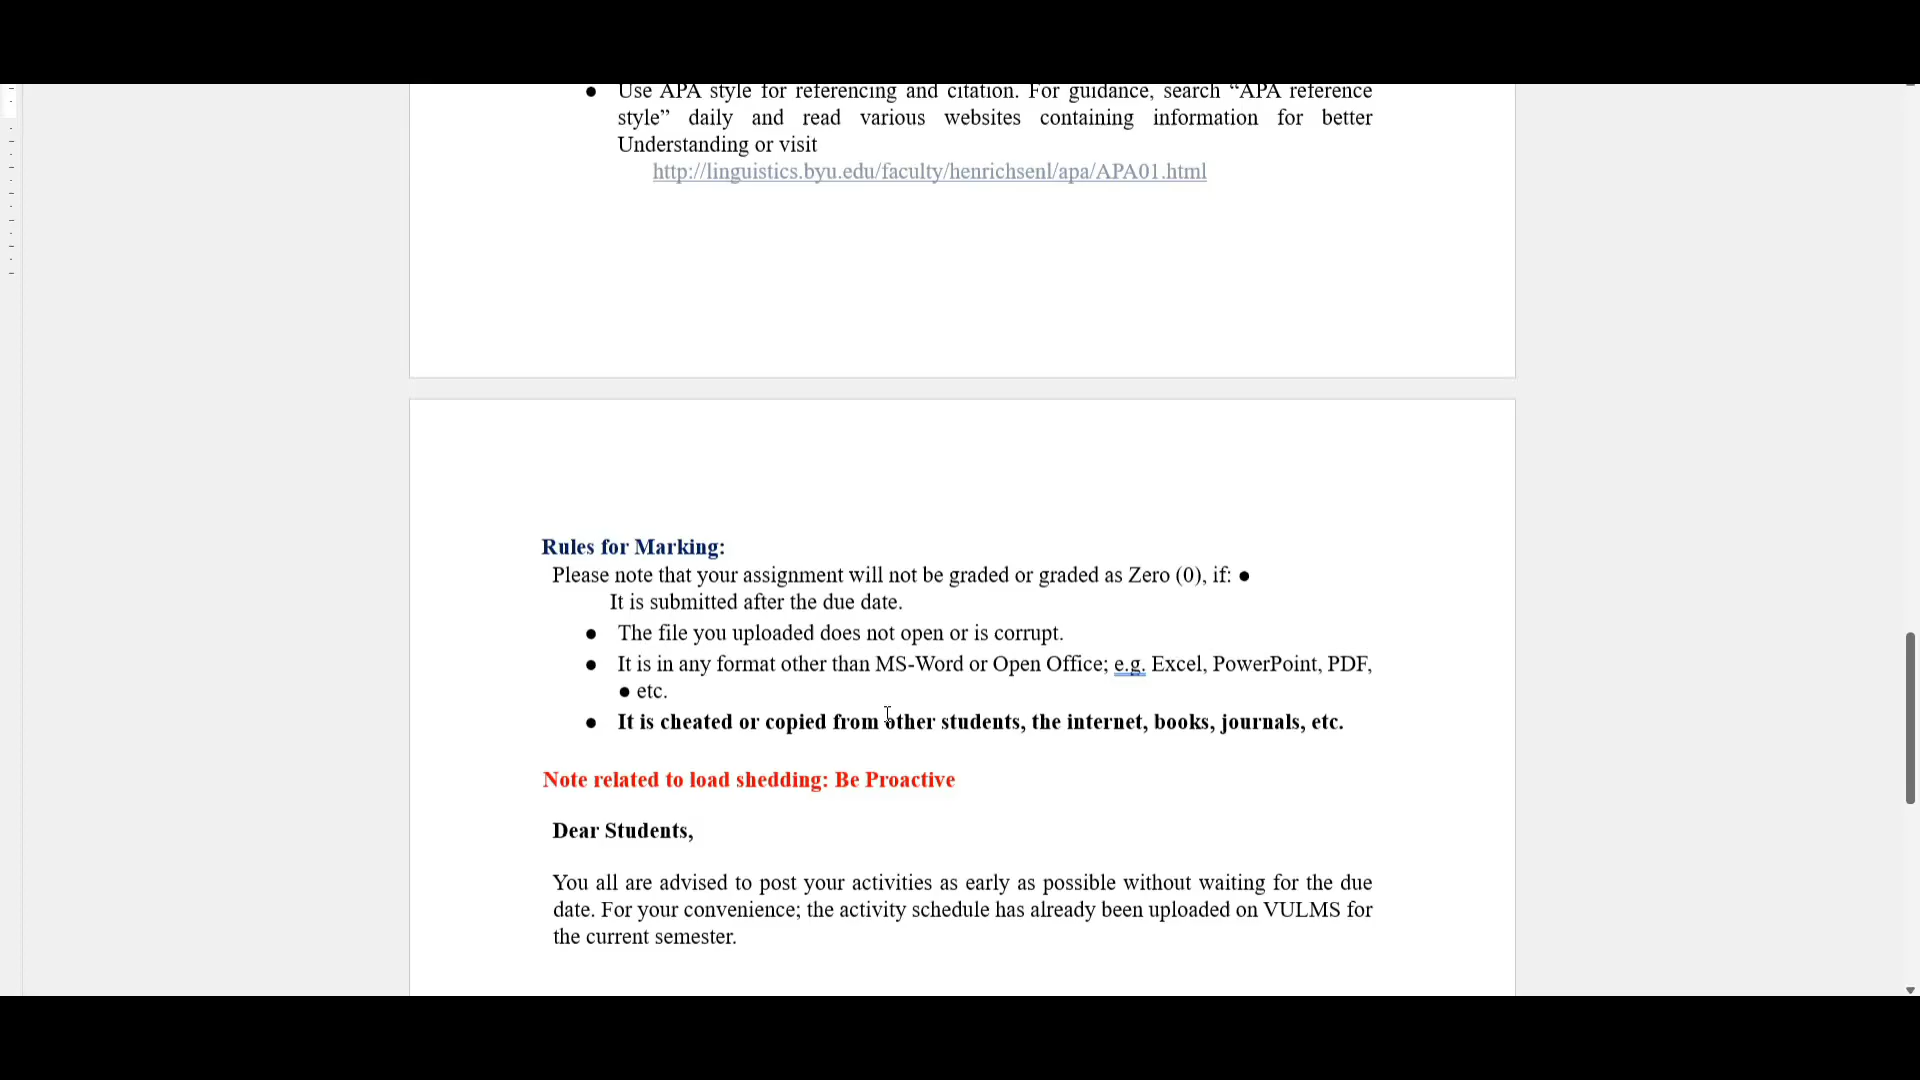 ● Use APA style for referencing and citation. For guidance, search “APA reference
style” daily and read various websites containing information for better
Understanding or visit
http://linguistics.byu.edu/faculty/henrichsenl/apa/APA01.html
Rules for Marking:
Please note that your assignment will not be graded or graded as Zero (0), if: ●
It is submitted after the due date.
● The file you uploaded does not open or is corrupt.
● It is in any format other than MS-Word or Open Office; e.g. Excel, PowerPoint, PDF,
● etc.
● It is cheated or copied from other students, the internet, books, journals, etc.
Note related to load shedding: Be Proactive
Dear Students,
You all are advised to post your activities as early as possible without waiting for the due
date. For your convenience; the activity schedule has already been uploaded on VULMS for
the current semester.